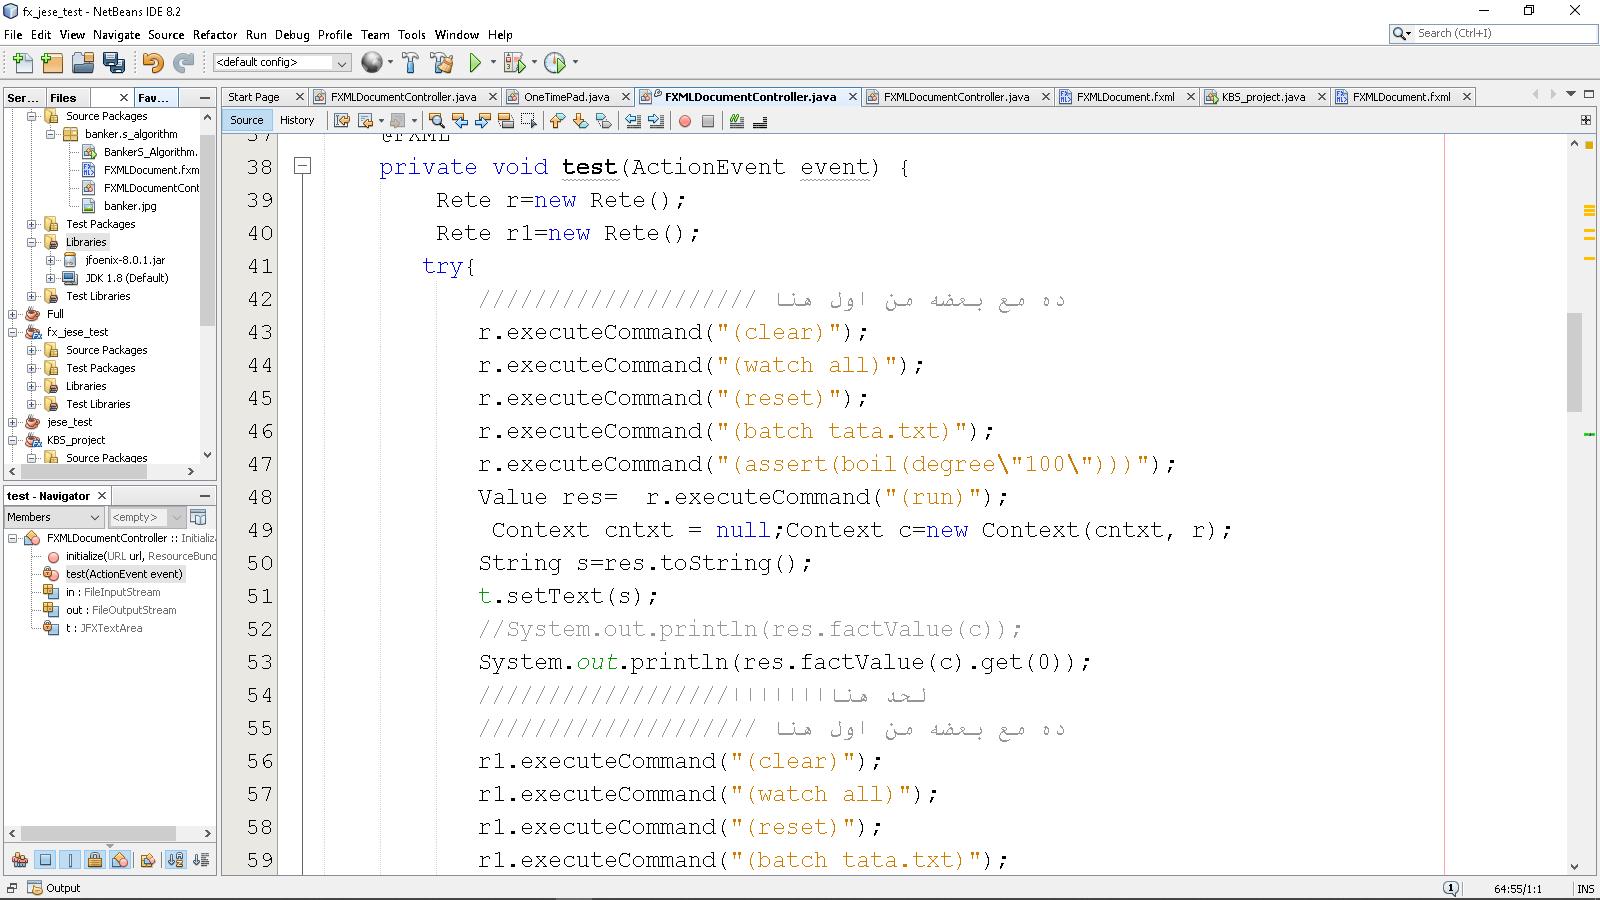 fx_jese_test - NetBeans IDE 8.2
File Edit View Navigate Source Refactor Run Debug Profile Team Tools Window Help
Search (Ctrl+I)
<default config>
Ser... Files Fav...
Source Packages
banker.s_algorithm
BankerS_Algorithm.
FXMLDocument.fxm
FXMLDocumentCont
banker.jpg
Test Packages
Libraries
jfoenix-8.0.1.jar
JDK 1.8 (Default)
Test Libraries
Full
fx_jese_test
Source Packages
Test Packages
Libraries
Test Libraries
jese_test
KBS_project
Source Packages
test - Navigator
Members <empty>
FXMLDocumentController :: Initializa
initialize(URL url, ResourceBund
test(ActionEvent event)
in : FileInputStream
out : FileOutputStream
t : JFXTextArea
Start Page FXMLDocumentController.java OneTimePad.java FXMLDocumentController.java FXMLDocumentController.java FXMLDocument.fxml KBS_project.java FXMLDocument.fxml
Source History
37 @FXML
38 private void test(ActionEvent event) {
39 Rete r=new Rete();
40 Rete r1=new Rete();
41 try{
42 //////////////////// ده مع بعضه من اول هنا
43 r.executeCommand("(clear)");
44 r.executeCommand("(watch all)");
45 r.executeCommand("(reset)");
46 r.executeCommand("(batch tata.txt)");
47 r.executeCommand("(assert(boil(degree\"100\")))");
48 Value res=  r.executeCommand("(run)");
49 Context cntxt = null;Context c=new Context(cntxt, r);
50 String s=res.toString();
51 t.setText(s);
52 //System.out.println(res.factValue(c));
53 System.out.println(res.factValue(c).get(0));
54 //////////////////لحد هنااااااااا
55 //////////////////// ده مع بعضه من اول هنا
56 r1.executeCommand("(clear)");
57 r1.executeCommand("(watch all)");
58 r1.executeCommand("(reset)");
59 r1.executeCommand("(batch tata.txt)");
Output
1
64:55/1:1 INS